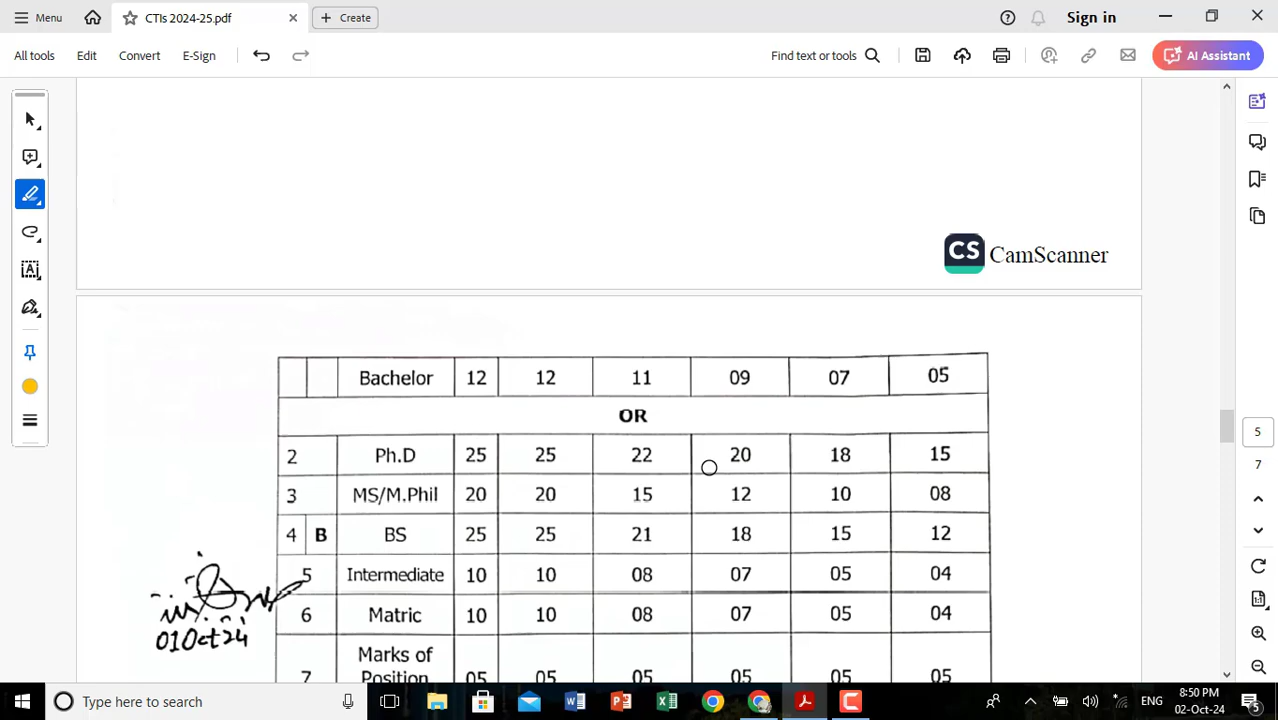 Menu
CTIs 2024-25.pdf
Create
Sign in
All tools
Edit
Convert
E-Sign
Find text or tools
AI Assistant
CS CamScanner
Bachelor 12 12 11 09 07 05
OR
2 Ph.D 25 25 22 20 18 15
3 MS/M.Phil 20 20 15 12 10 08
4 B BS 25 25 21 18 15 12
5 Intermediate 10 10 08 07 05 04
6 Matric 10 10 08 07 05 04
01Oct24
Marks of
7 Position 05 05 05 05 05 05
5
7
Type here to search
ENG
8:50 PM
02-Oct-24
5